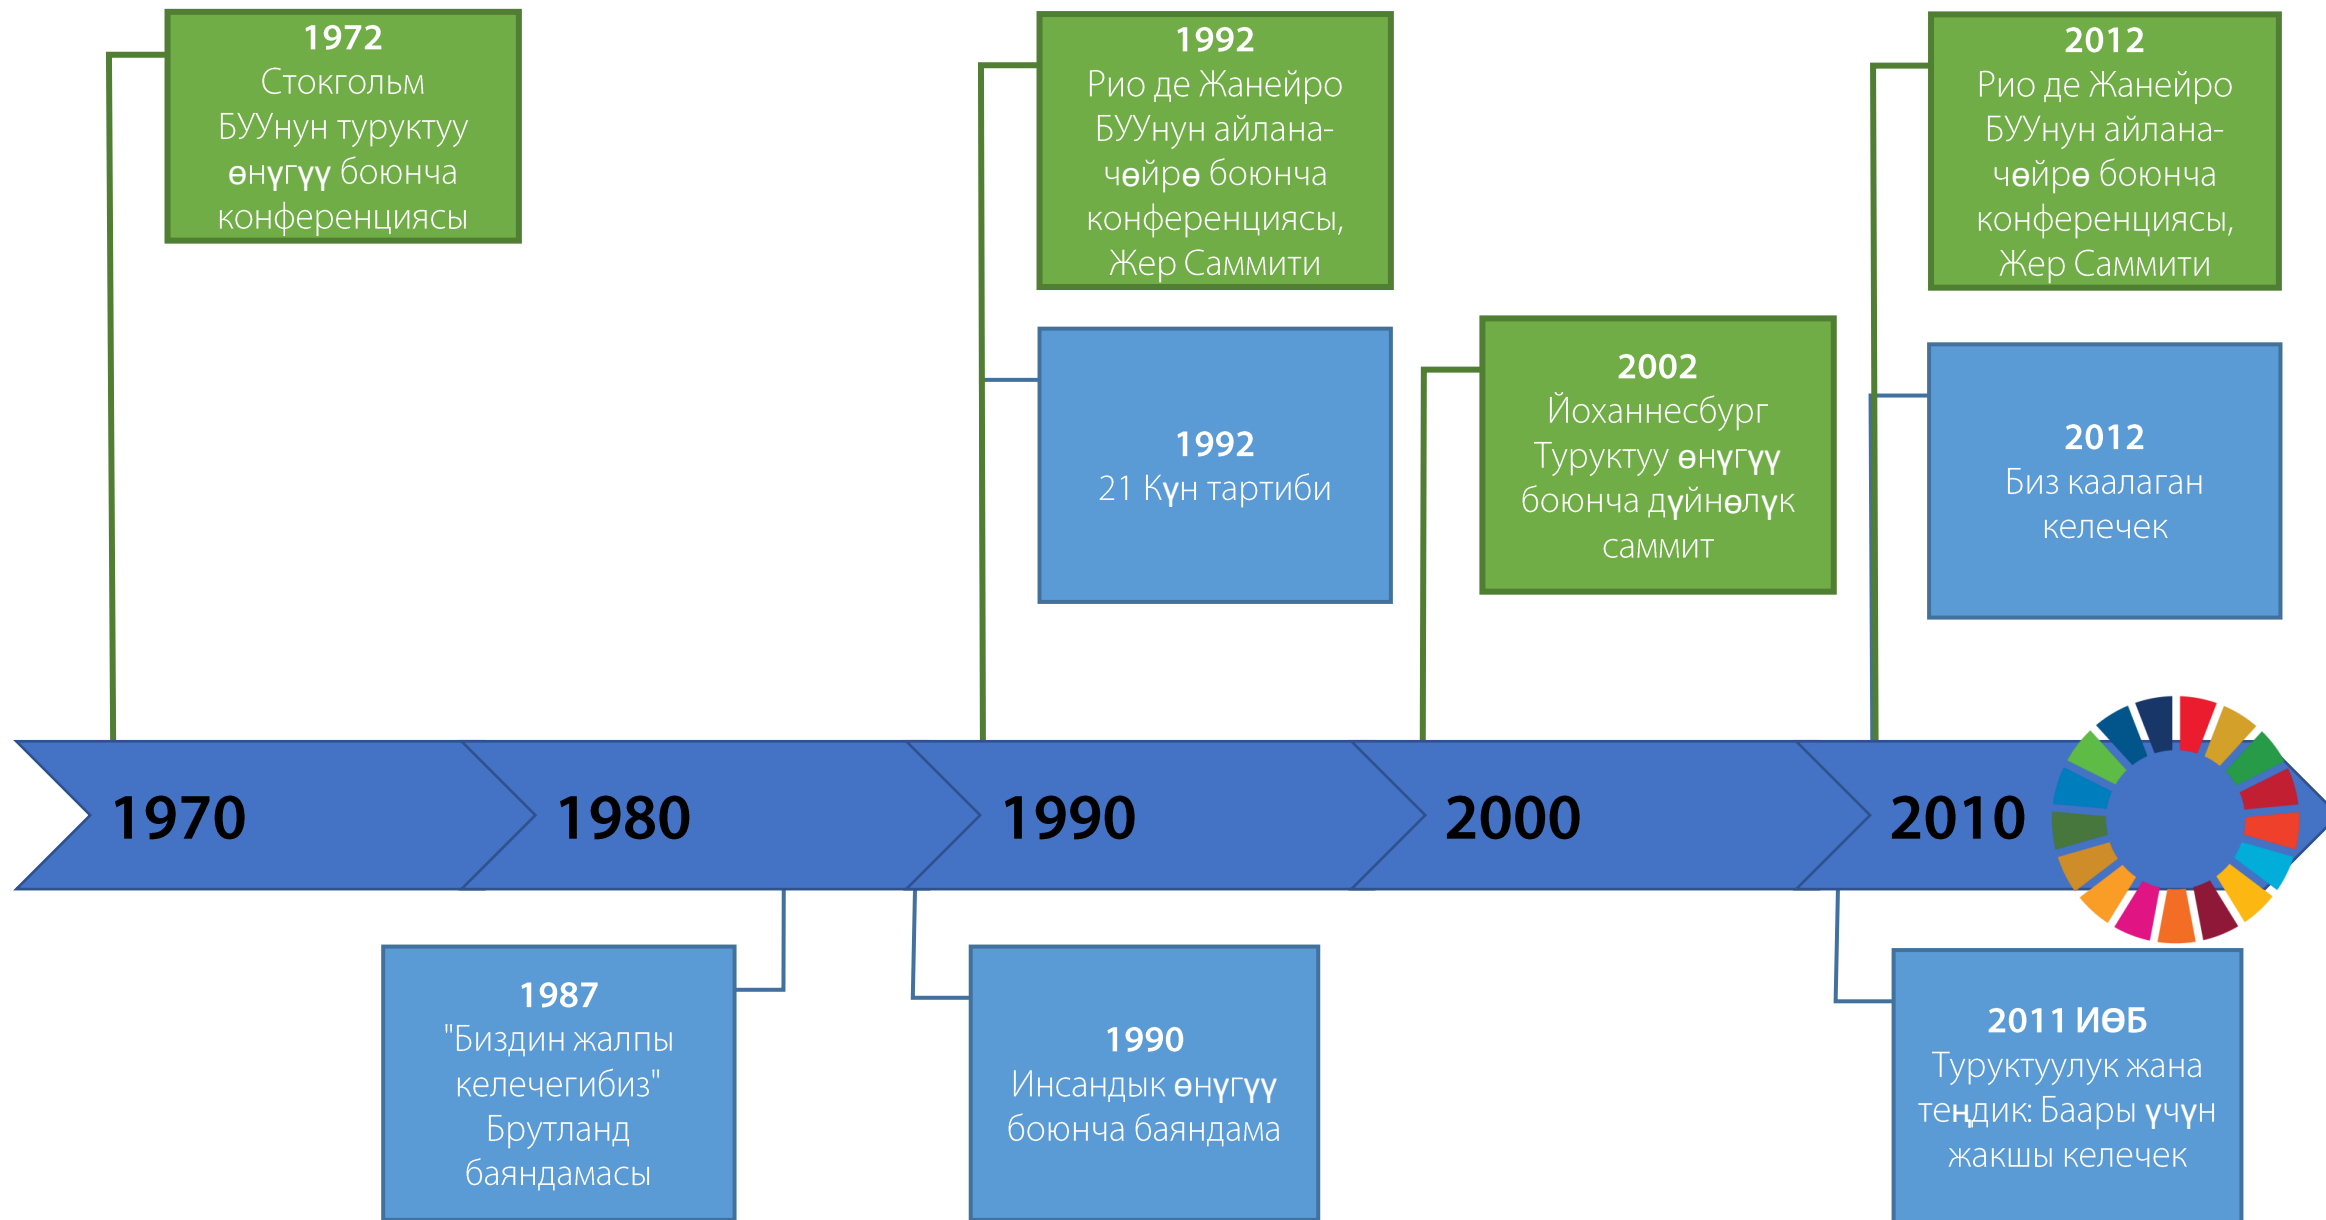 1972
Стокгольм
БУУнун туруктуу
өнүгүү боюнча
конференциясы
1992
Рио де Жанейро
БУУнун айлана-
чөйрө боюнча
конференциясы,
Жер Саммити
2012
Рио де Жанейро
БУУнун айлана-
чөйрө боюнча
конференциясы,
Жер Саммити
1992
21 Күн тартиби
2002
Йоханнесбург
Туруктуу өнүгүү
боюнча дүйнөлүк
саммит
2012
Биз каалаган
келечек
1970
1980
1990
2000
2010
1987
"Биздин жалпы
келечегибиз"
Брутланд
баяндамасы
1990
Инсандык өнүгүү
боюнча баяндама
2011 ИӨБ
Туруктуулук жана
теңдик: Баары үчүн
жакшы келечек